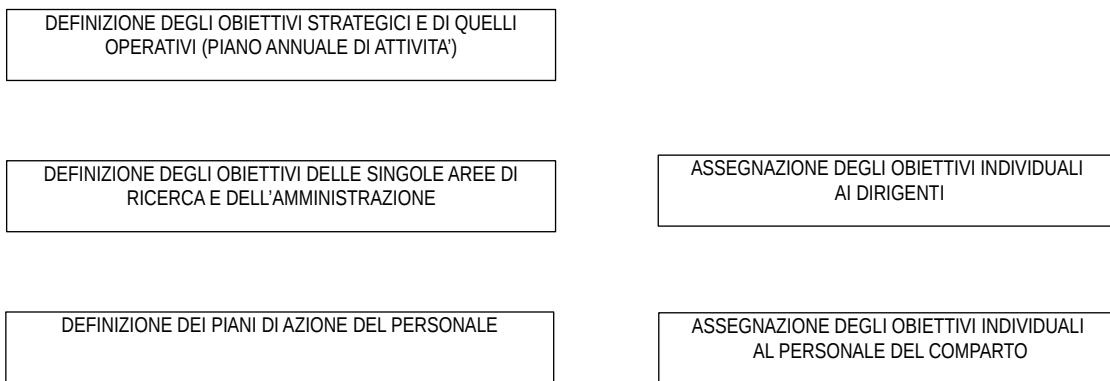 DEFINIZIONE DEGLI OBIETTIVI STRATEGICI E DI QUELLI
OPERATIVI (PIANO ANNUALE DI ATTIVITA’)
DEFINIZIONE DEGLI OBIETTIVI DELLE SINGOLE AREE DI
RICERCA E DELL’AMMINISTRAZIONE
ASSEGNAZIONE DEGLI OBIETTIVI INDIVIDUALI
AI DIRIGENTI
DEFINIZIONE DEI PIANI DI AZIONE DEL PERSONALE
ASSEGNAZIONE DEGLI OBIETTIVI INDIVIDUALI
AL PERSONALE DEL COMPARTO